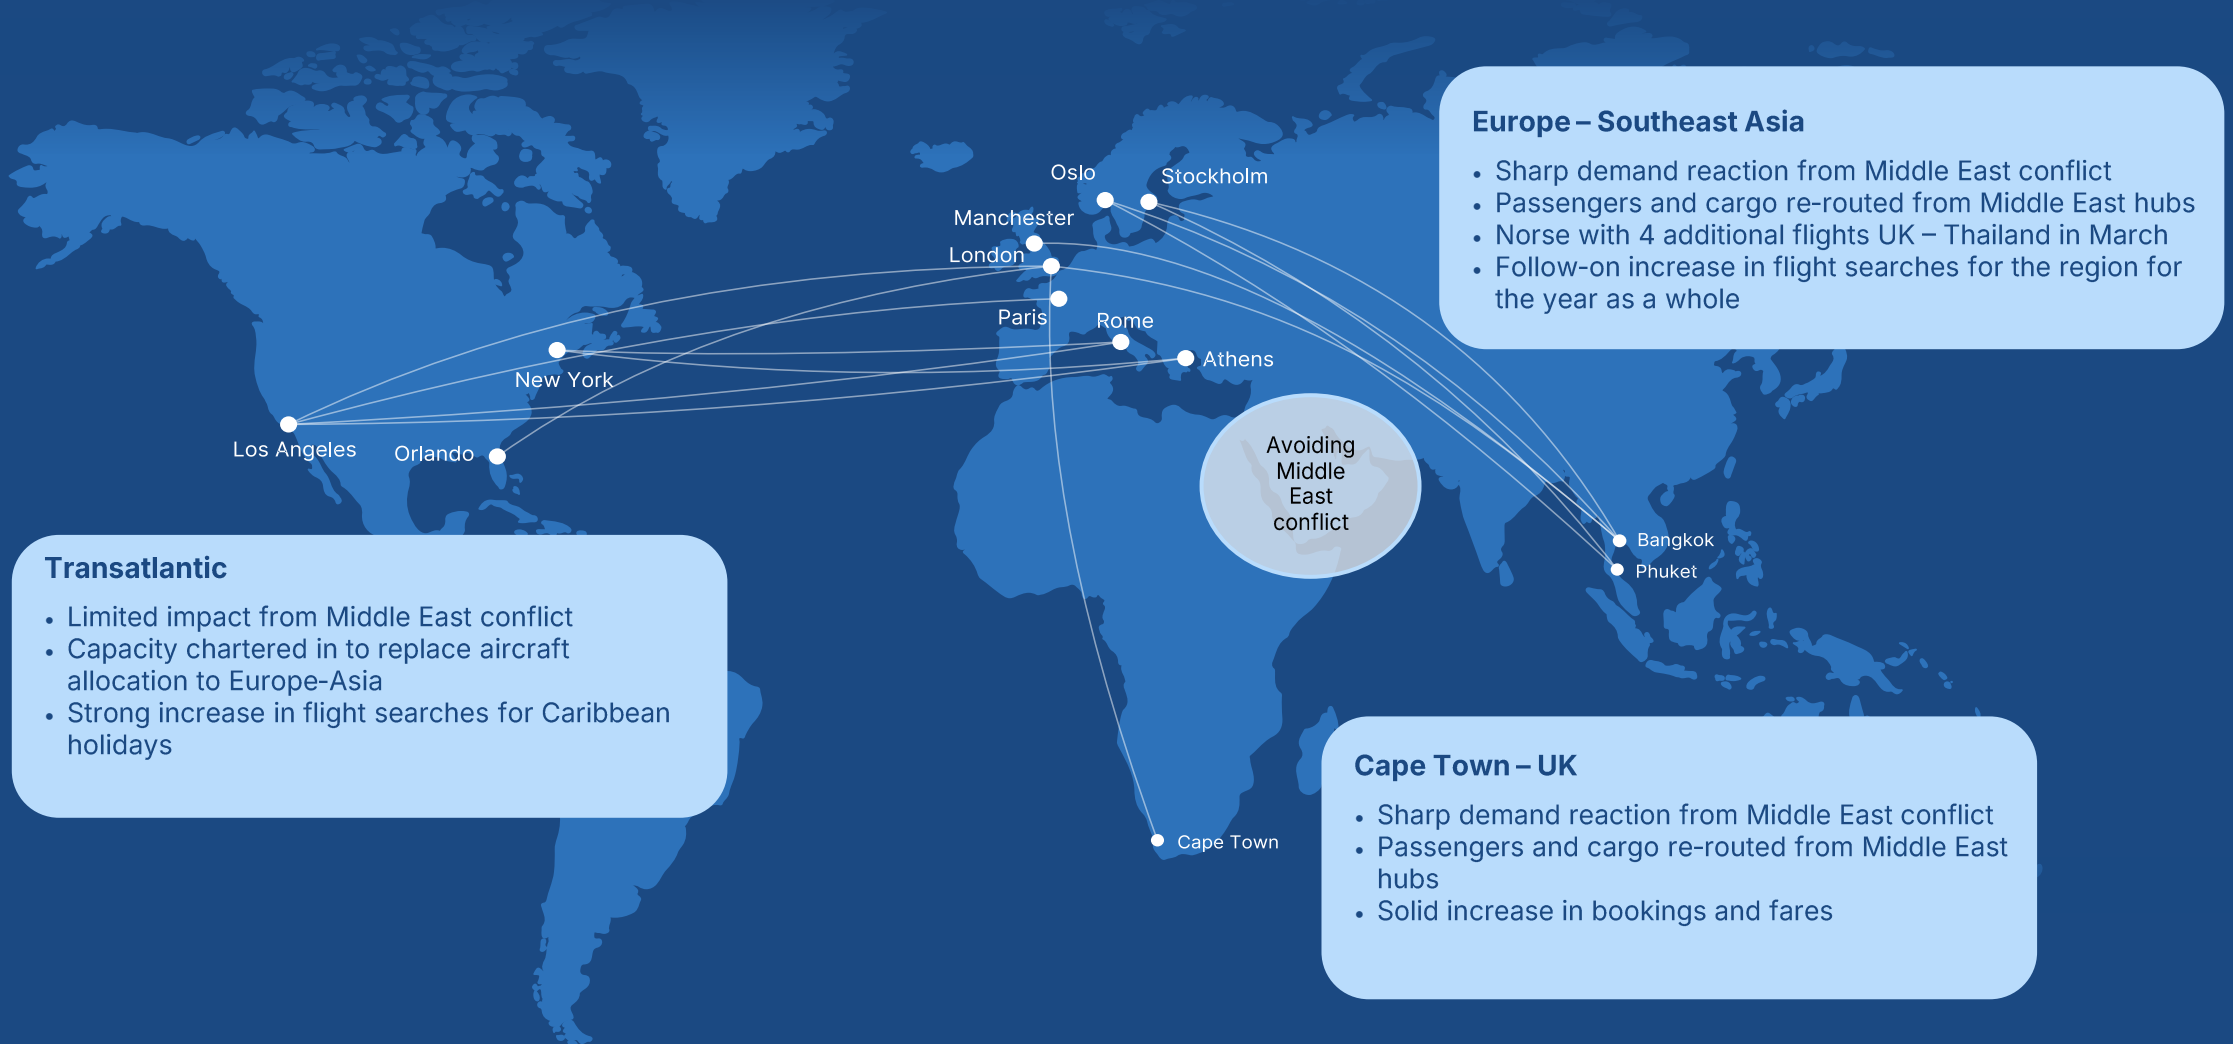 Europe – Southeast Asia
• Sharp demand reaction from Middle East conflict
• Passengers and cargo re-routed from Middle East hubs
• Norse with 4 additional flights UK – Thailand in March
• Follow-on increase in flight searches for the region for
the year as a whole
Oslo
Stockholm
Manchester
London
Paris
Rome
Athens
New York
Los Angeles
Orlando
Avoiding
Middle
East
conflict
Bangkok
Phuket
Transatlantic
• Limited impact from Middle East conflict
• Capacity chartered in to replace aircraft
allocation to Europe-Asia
• Strong increase in flight searches for Caribbean
holidays
Cape Town
Cape Town – UK
• Sharp demand reaction from Middle East conflict
• Passengers and cargo re-routed from Middle East
hubs
• Solid increase in bookings and fares